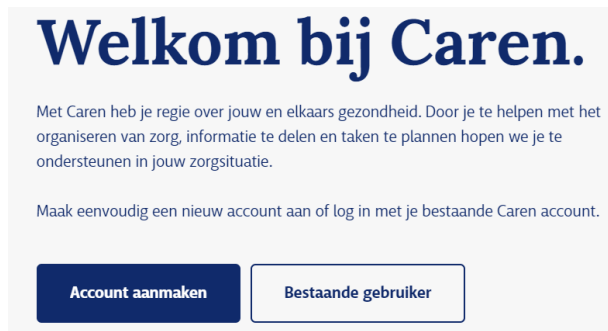 Welkom bij Caren.
Met Caren heb je regie over jouw en elkaars gezondheid. Door je te helpen met het
organiseren van zorg, informatie te delen en taken te plannen hopen we je te
ondersteunen in jouw zorgsituatie.
Maak eenvoudig een nieuw account aan of log in met je bestaande Caren account.
Account aanmaken
Bestaande gebruiker